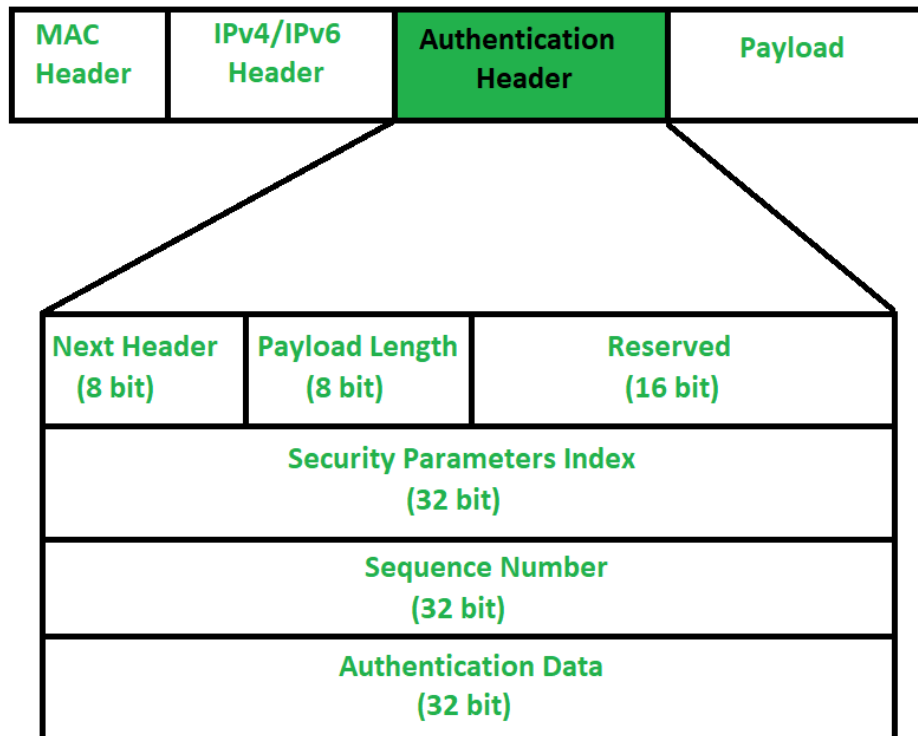 MAC
Header
IPv4/IPv6
Header
Authentication
Header
Payload
Next Header
(8 bit)
Payload Length
(8 bit)
Reserved
(16 bit)
Security Parameters Index
(32 bit)
Sequence Number
(32 bit)
Authentication Data
(32 bit)